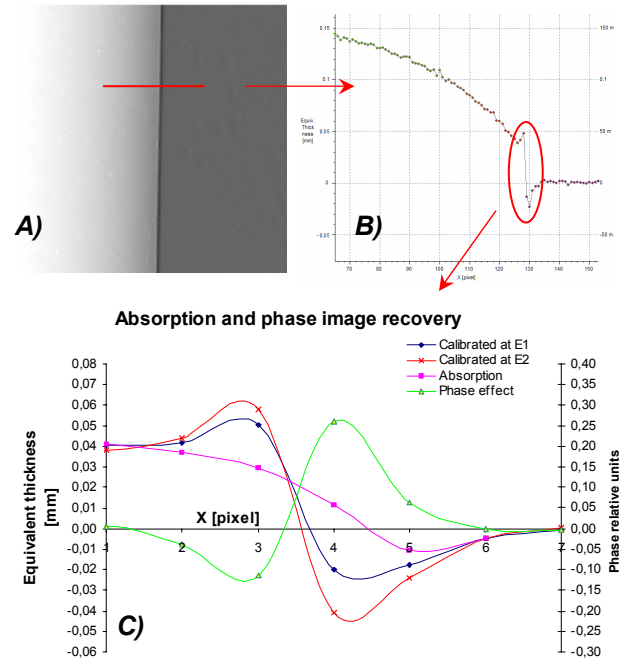 A)
Equiv. Thick ness [mm]
0.15
0.1
0.05
0
-0.05
150 m
0.1
50 m
0
-50 m
70 80 90 100 110 120 130 140 150
X [pixel]
B)
Absorption and phase image recovery
Calibrated at E1
Calibrated at E2
Absorption
Phase effect
Equivalent thickness
[mm]
0,08
0,07
0,06
0,05
0,04
0,03
0,02
0,01
0,00
-0,01
-0,02
-0,03
-0,04
-0,05
-0,06
X [pixel]
1 2 3 4 5 6 7
0,40
0,35
0,30
0,25
0,20
0,15
0,10
0,05
0,00
-0,05
-0,10
-0,15
-0,20
-0,25
-0,30
Phase relative units
C)